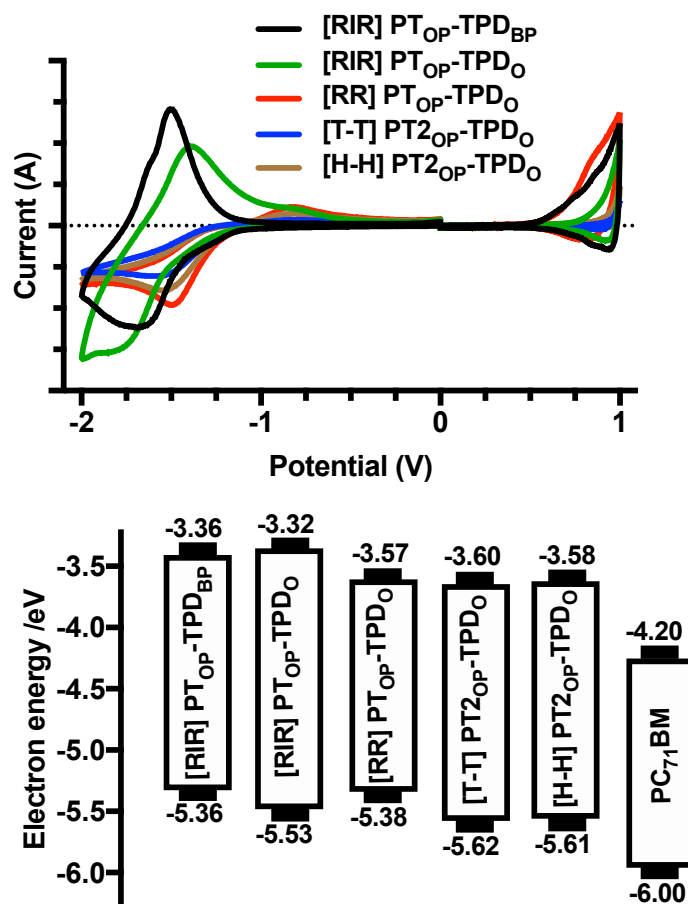 [RIR] PTOP-TPDBP
[RIR] PTOP-TPDO
[RR] PTOP-TPDO
[T-T] PT2OP-TPDO
[H-H] PT2OP-TPDO
Current (A)
-2
-1
0
1
Potential (V)
Electron energy /eV
-3.5
-4.0
-4.5
-5.0
-5.5
-6.0
-3.36
[RIR] PTOP-TPDBP
-5.36
-3.32
[RIR] PTOP-TPDO
-5.53
-3.57
[RR] PTOP-TPDO
-5.38
-3.60
[T-T] PT2OP-TPDO
-5.62
-3.58
[H-H] PT2OP-TPDO
-5.61
-4.20
PC71BM
-6.00